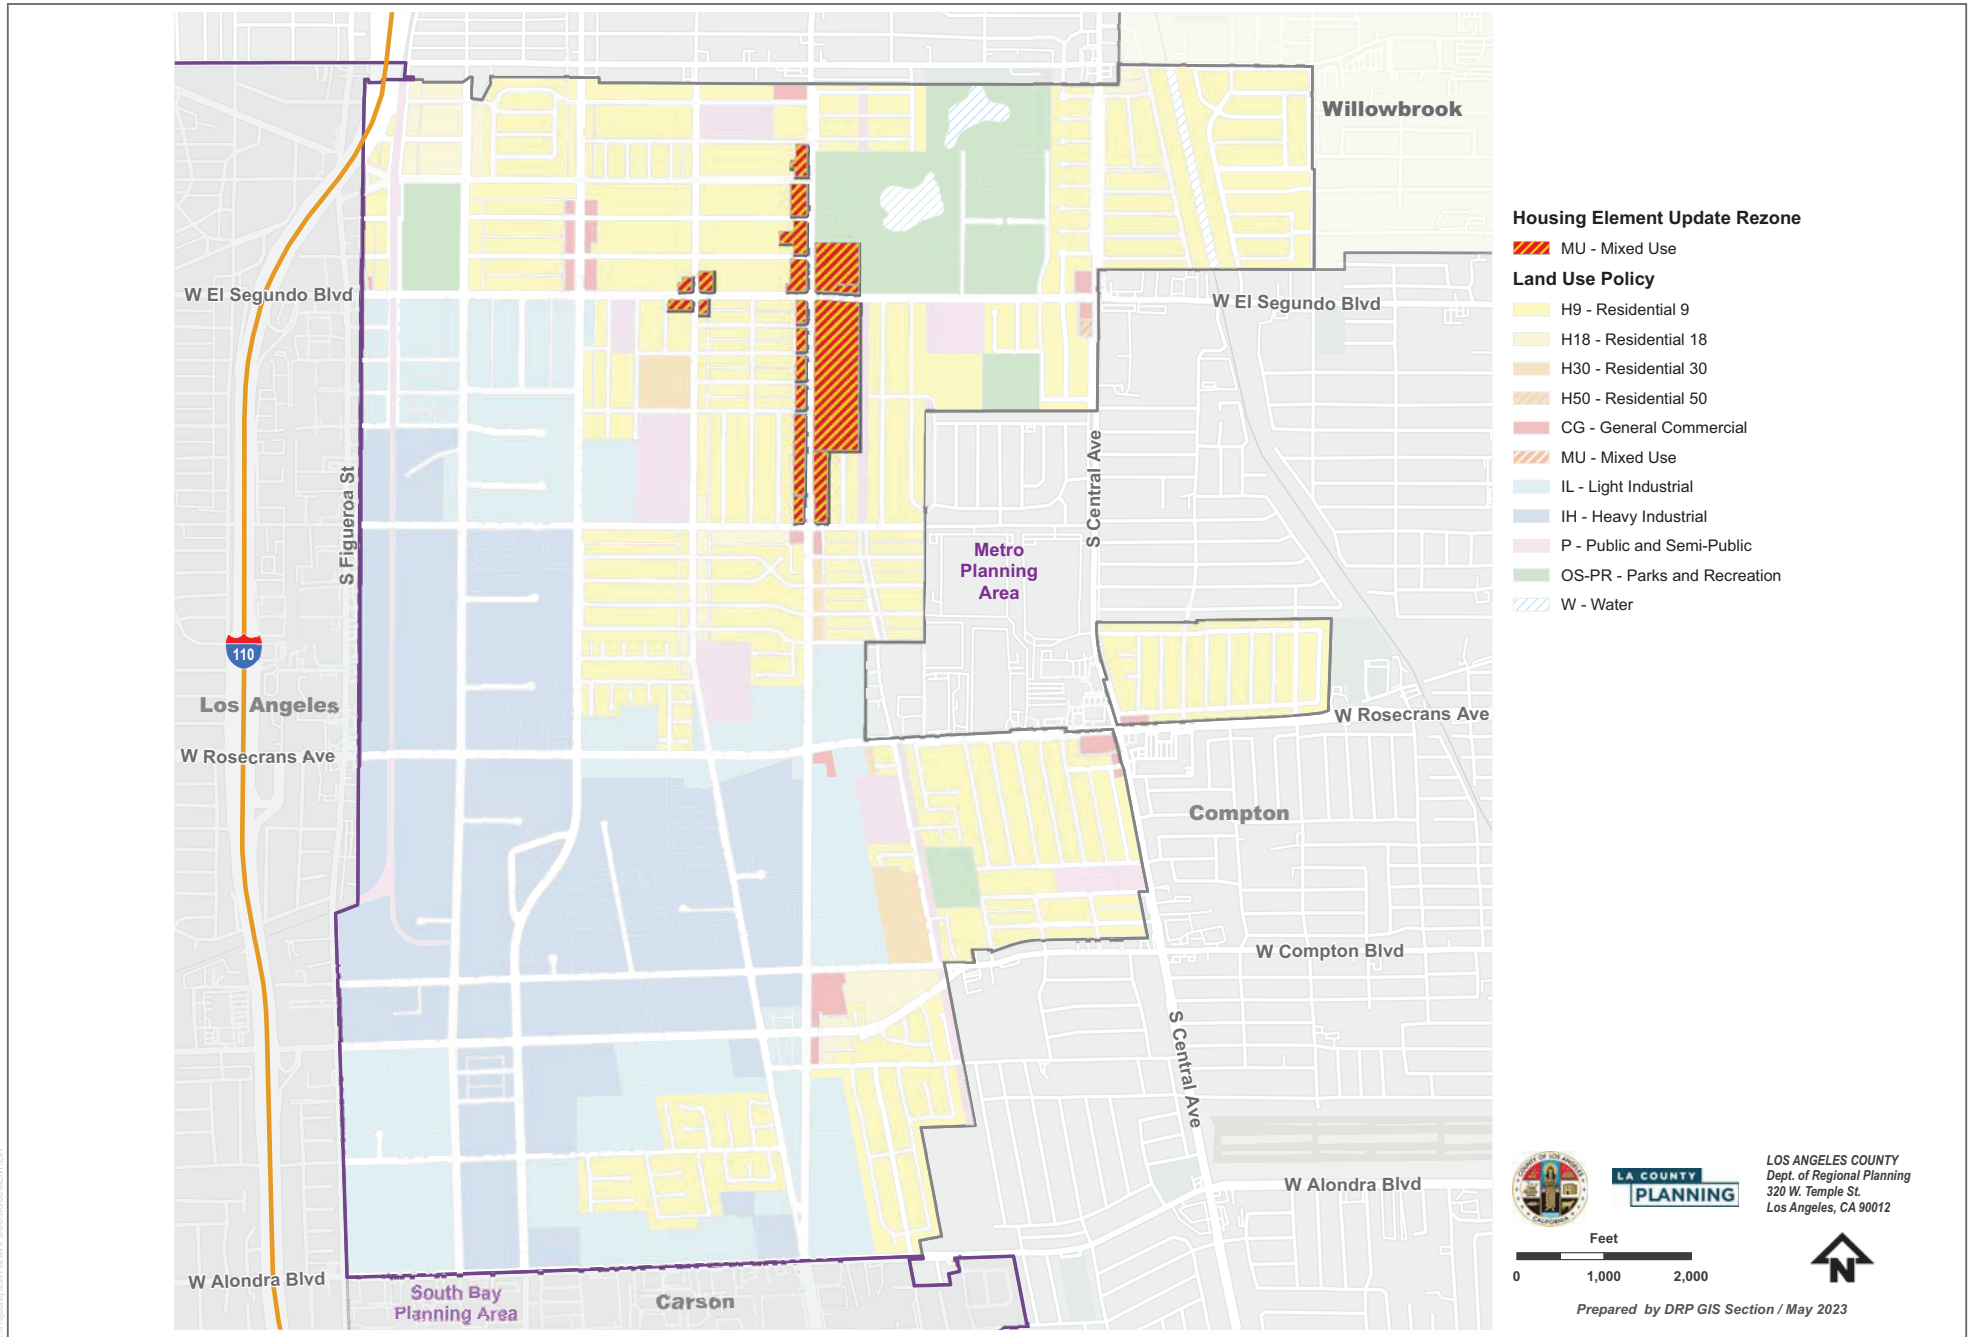 Willowbrook
W El Segundo Blvd
W El Segundo Blvd
S Figueroa St
S Central Ave
Metro
Planning
Area
110
Los Angeles
W Rosecrans Ave
W Rosecrans Ave
Compton
W Compton Blvd
S Central Ave
W Alondra Blvd
W Alondra Blvd
South Bay
Planning Area
Carson
Housing Element Update Rezone
MU - Mixed Use
Land Use Policy
H9 - Residential 9
H18 - Residential 18
H30 - Residential 30
H50 - Residential 50
CG - General Commercial
MU - Mixed Use
IL - Light Industrial
IH - Heavy Industrial
P - Public and Semi-Public
OS-PR - Parks and Recreation
W - Water
COUNTY OF LOS ANGELES
CALIFORNIA
LA COUNTY
PLANNING
LOS ANGELES COUNTY
Dept. of Regional Planning
320 W. Temple St.
Los Angeles, CA 90012
Feet
0 1,000 2,000
N
Prepared by DRP GIS Section / May 2023